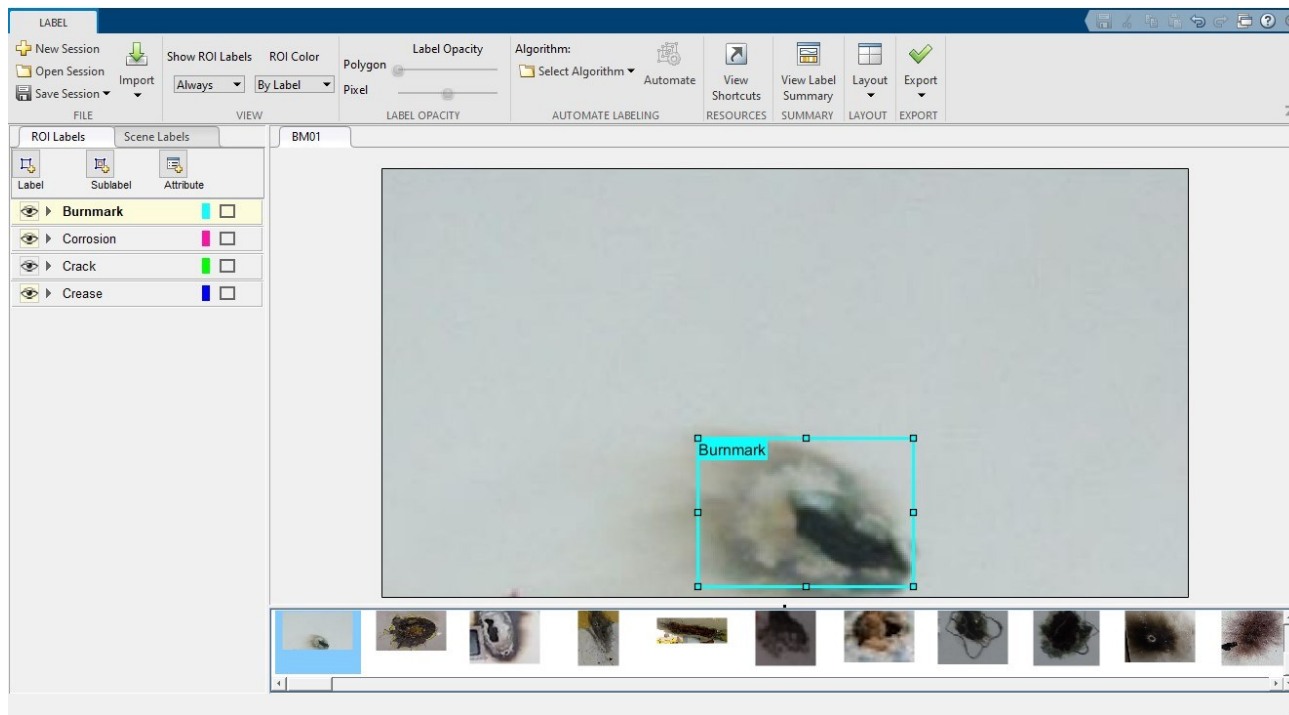 LABEL
New Session
Open Session
Save Session
Import
FILE
Show ROI Labels
ROI Color
Always
By Label
VIEW
Label Opacity
Polygon
Pixel
LABEL OPACITY
Algorithm:
Select Algorithm
Automate
AUTOMATE LABELING
View
Shortcuts
RESOURCES
View Label
Summary
SUMMARY
Layout
LAYOUT
Export
EXPORT
ROI Labels
Scene Labels
BM01
Label
Sublabel
Attribute
Burnmark
Corrosion
Crack
Crease
Burnmark